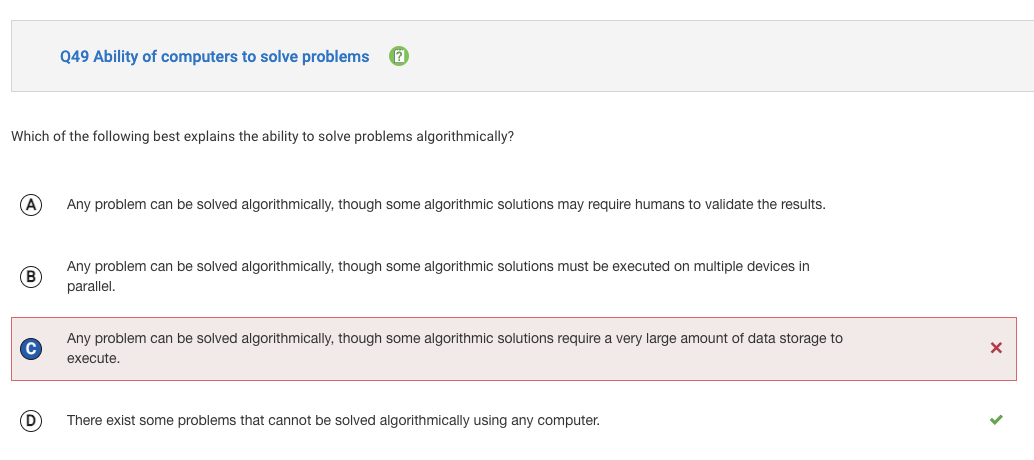 Q49 Ability of computers to solve problems
Which of the following best explains the ability to solve problems algorithmically?
A Any problem can be solved algorithmically, though some algorithmic solutions may require humans to validate the results.
B Any problem can be solved algorithmically, though some algorithmic solutions must be executed on multiple devices in
parallel.
C Any problem can be solved algorithmically, though some algorithmic solutions require a very large amount of data storage to
execute.
D There exist some problems that cannot be solved algorithmically using any computer.